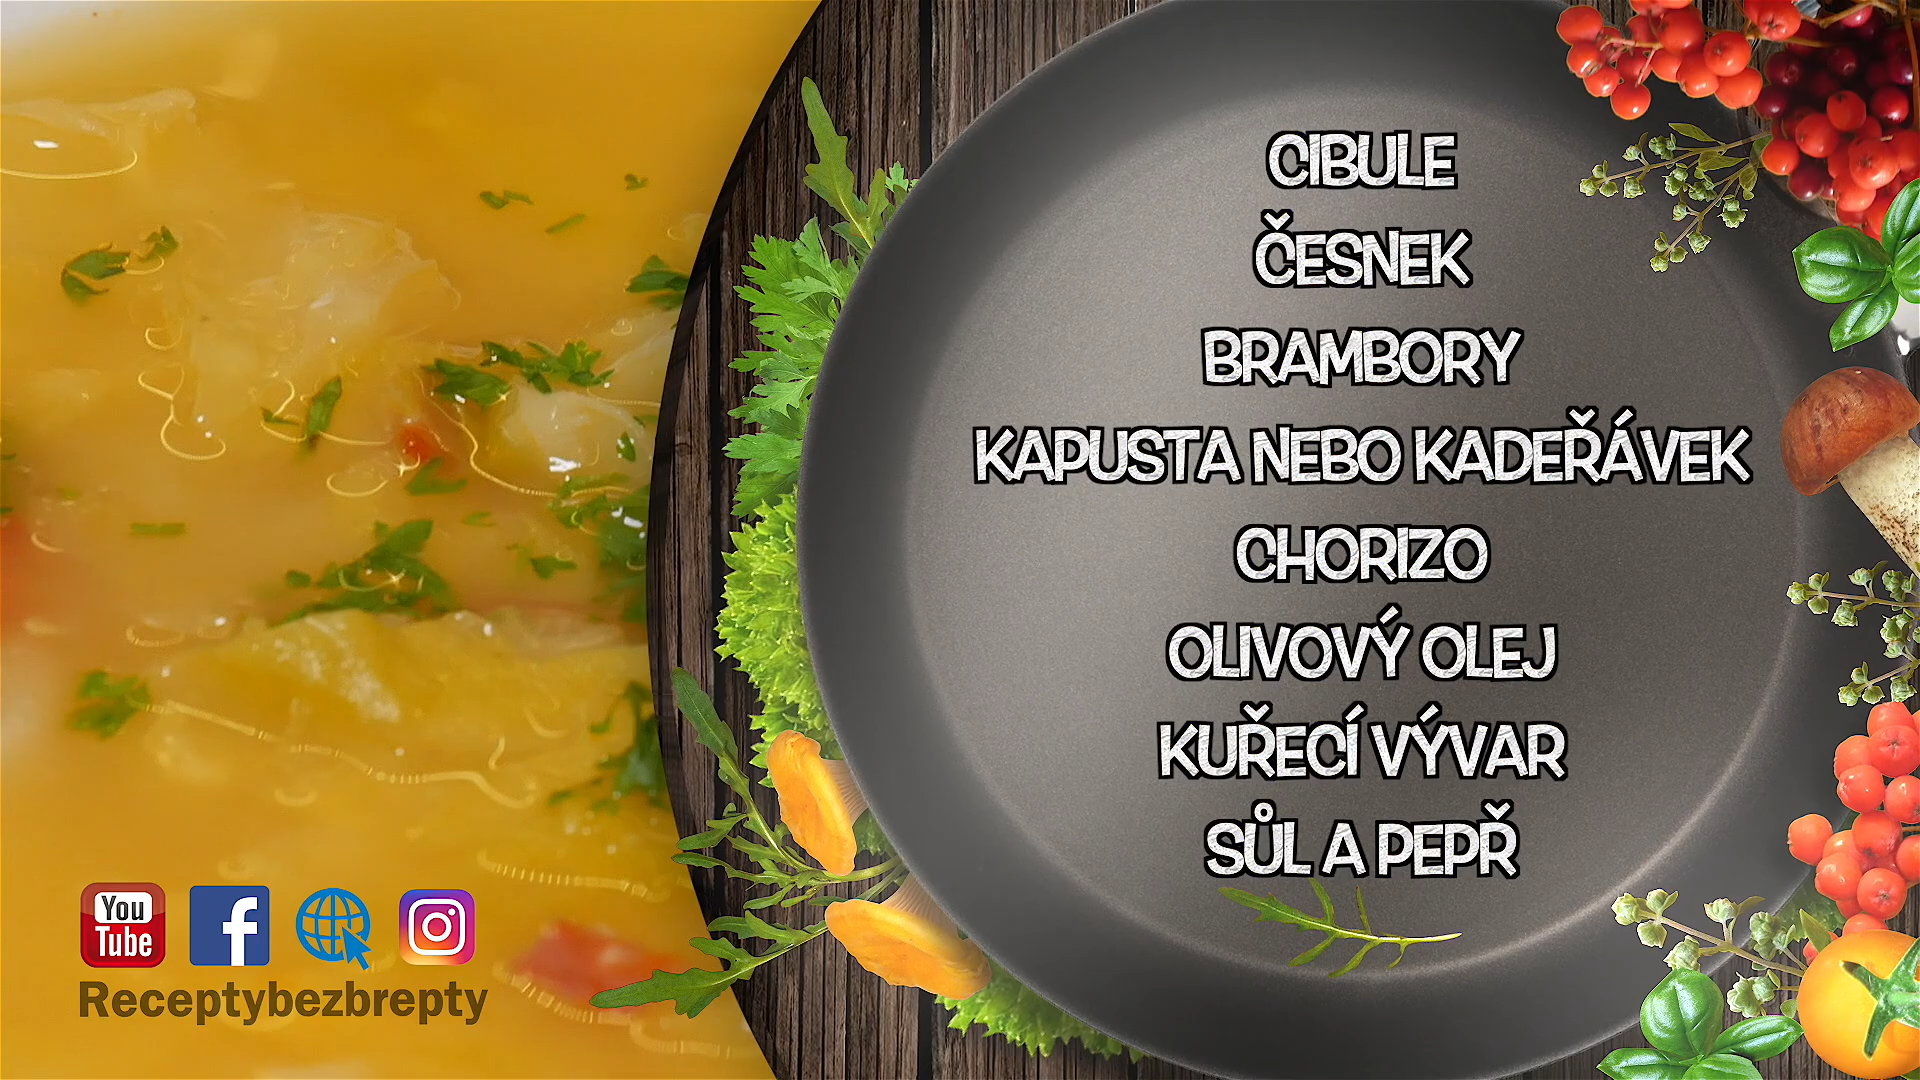 CIBULE
ČESNEK
BRAMBORY
KAPUSTA NEBO KADEŘÁVEK
CHORIZO
OLIVOVÝ OLEJ
KUŘECÍ VÝVAR
SŮL A PEPŘ
You
Tube
f
Receptybezbrepty